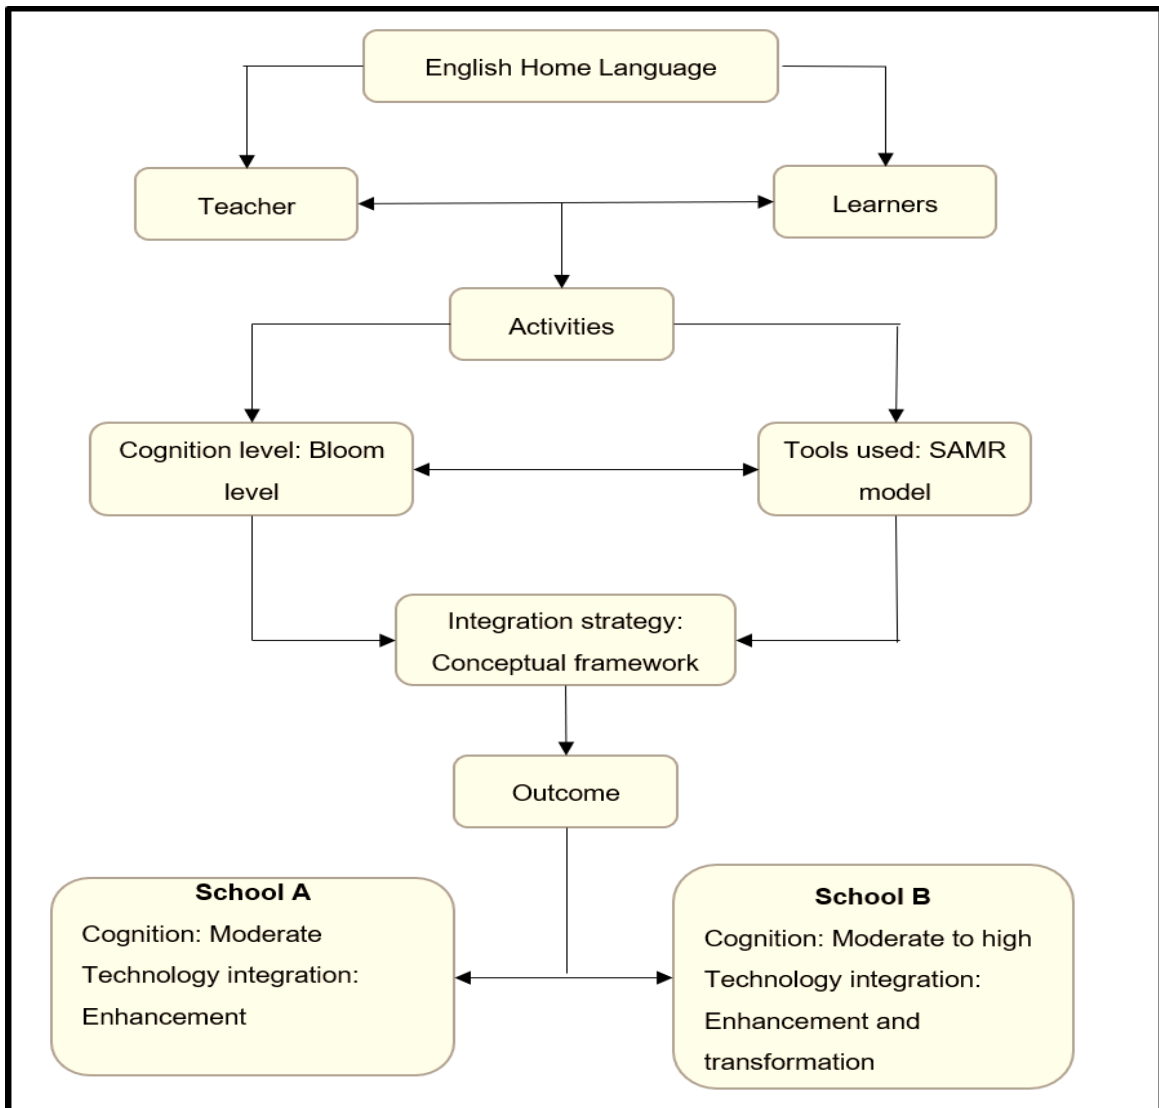 English Home Language
Teacher
Learners
Activities
Cognition level: Bloom
level
Tools used: SAMR
model
Integration strategy:
Conceptual framework
Outcome
School A
Cognition: Moderate
Technology integration:
Enhancement
School B
Cognition: Moderate to high
Technology integration:
Enhancement and
transformation